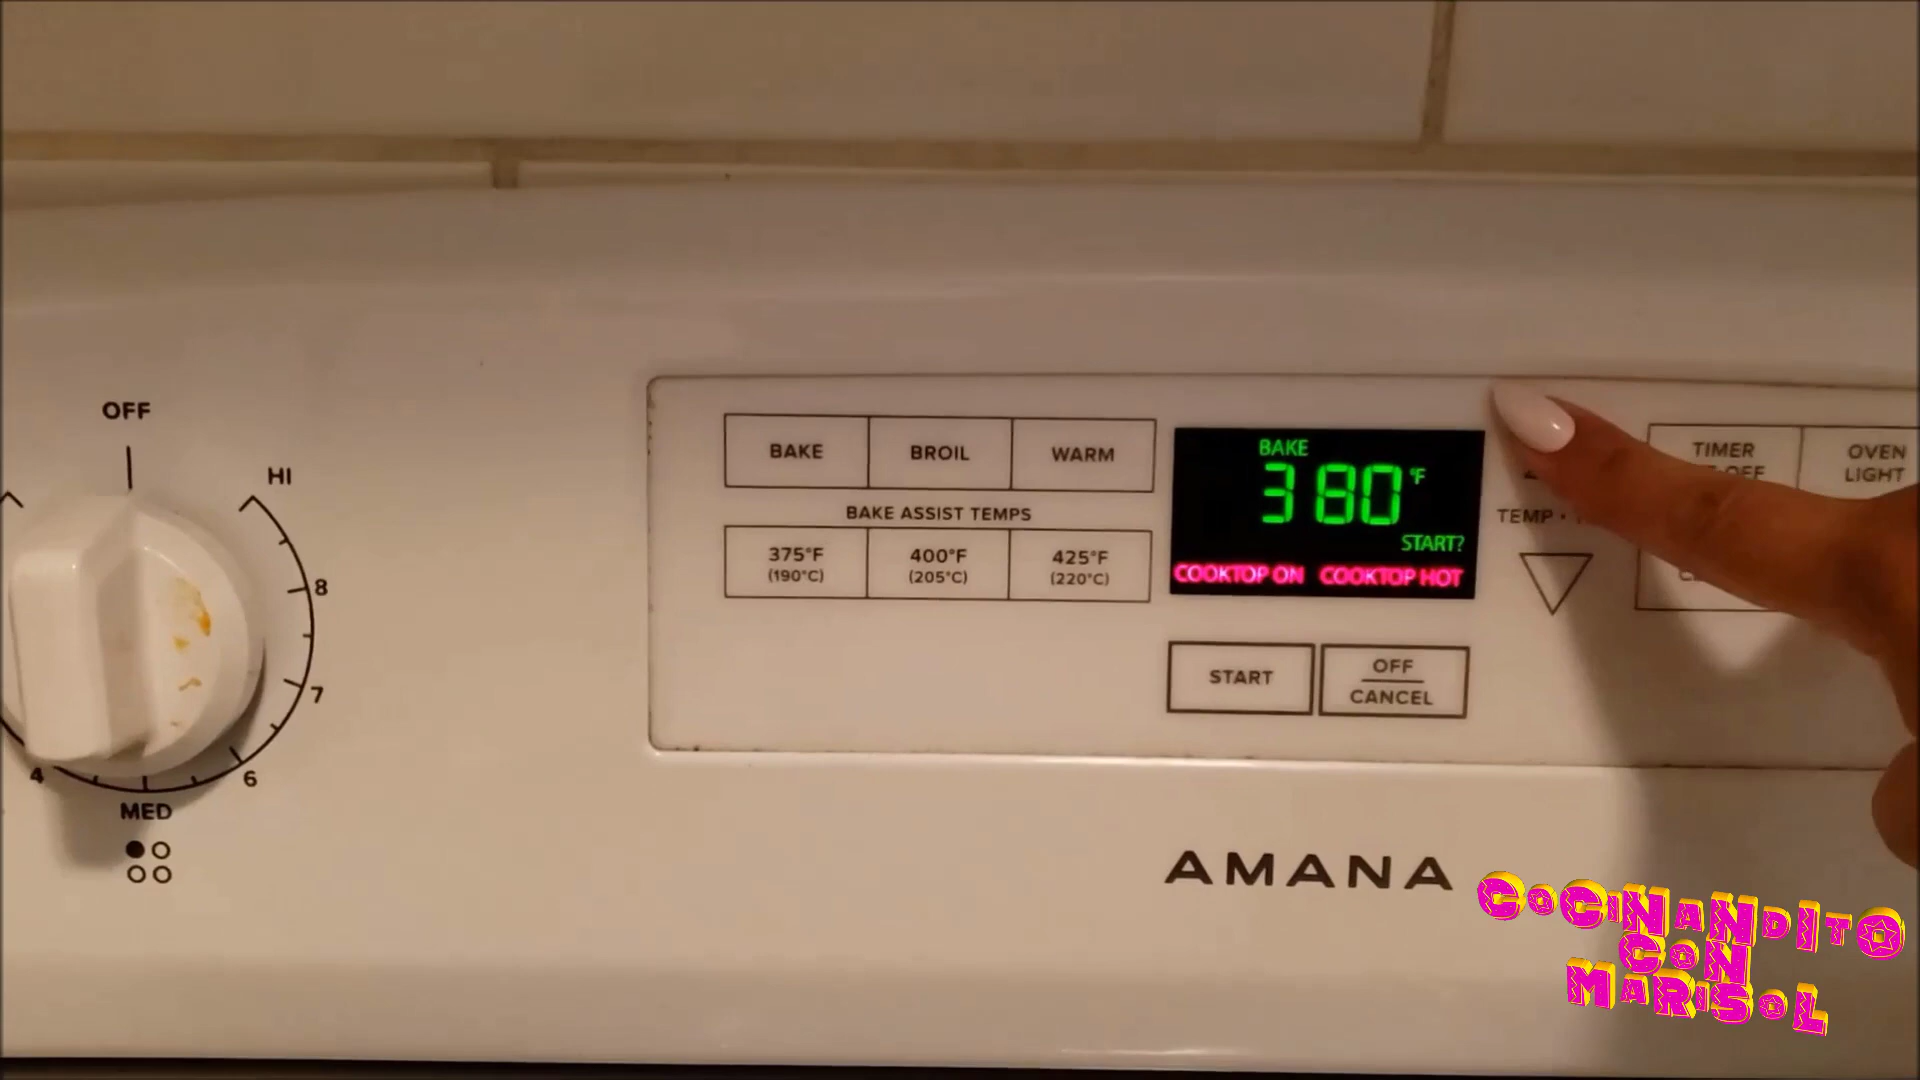 OFF
HI
8
7
6
4
MED
BAKE
BROIL
WARM
BAKE ASSIST TEMPS
375°F
(190°C)
400°F
(205°C)
425°F
(220°C)
BAKE
380°F
START?
COOKTOP ON COOKTOP HOT
START
OFF
CANCEL
TEMP •
TIMER
OFF
OVEN
LIGHT
AMANA
COCINANDITO
CON
MARISOL